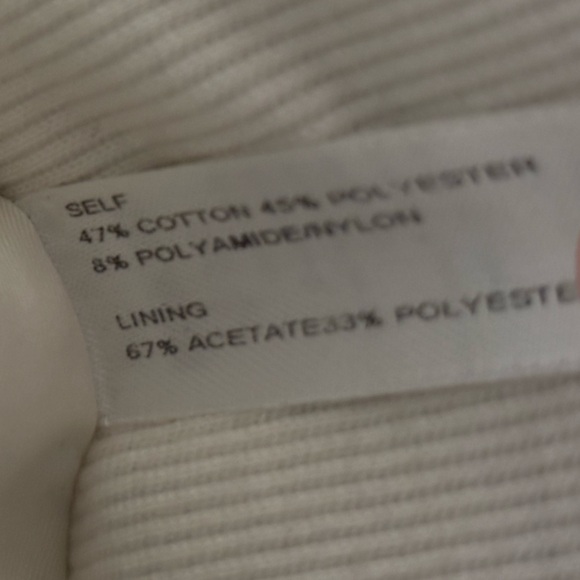 SELF
47% COTTON 45% POLYESTER
8% POLYAMIDE/NYLON
LINING
67% ACETATE33% POLYESTE